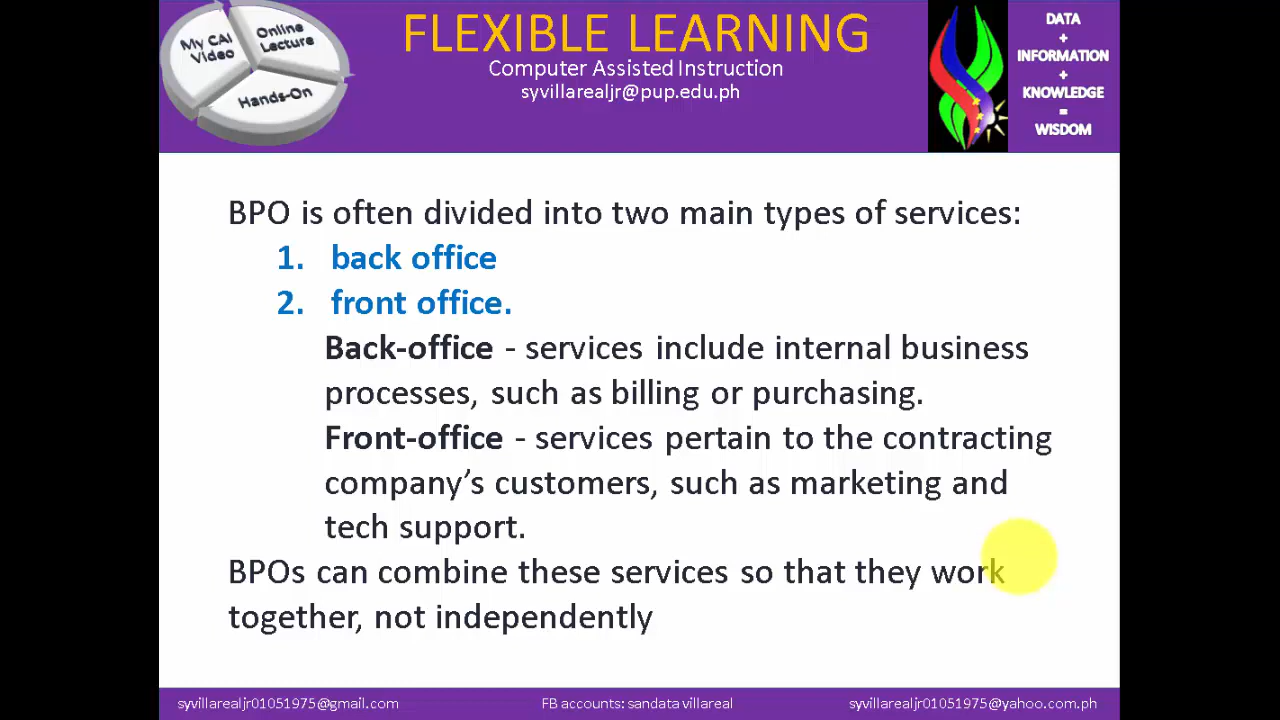 My CAI
Video
Online
Lecture
Hands-On
FLEXIBLE LEARNING
Computer Assisted Instruction
syvillarealjr@pup.edu.ph
DATA
+
INFORMATION
+
KNOWLEDGE
=
WISDOM
BPO is often divided into two main types of services:
1. back office
2. front office.
Back-office - services include internal business
processes, such as billing or purchasing.
Front-office - services pertain to the contracting
company’s customers, such as marketing and
tech support.
BPOs can combine these services so that they work
together, not independently
syvillarealjr01051975@gmail.com
FB accounts: sandata villareal
syvillarealjr01051975@yahoo.com.ph